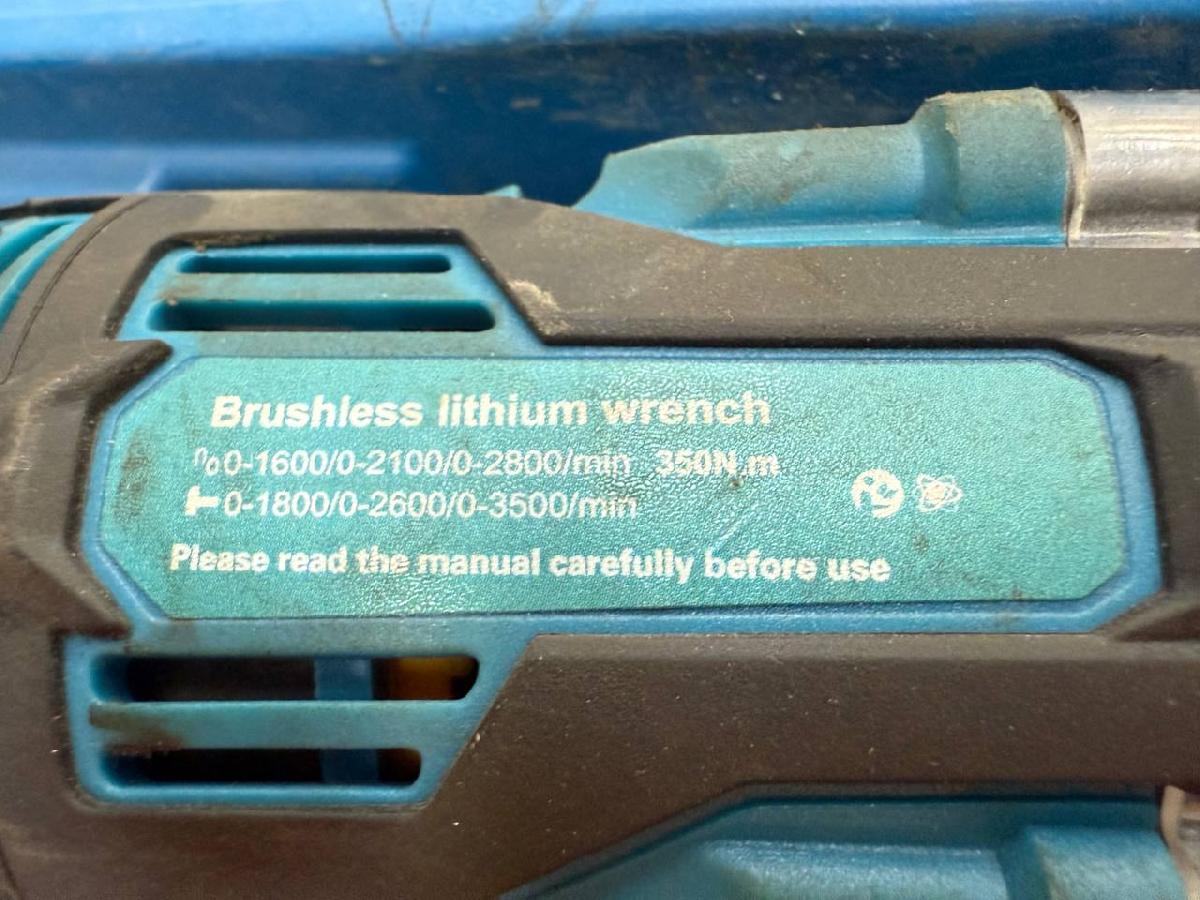 Brushless lithium wrench
n₀ 0-1600/0-2100/0-2800/min 350N.m
0-1800/0-2600/0-3500/min
Please read the manual carefully before use